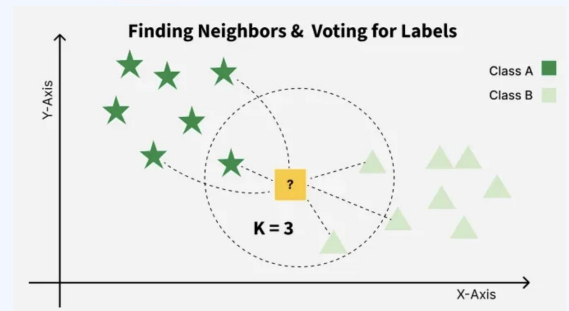 Finding Neighbors & Voting for Labels
Class A
Class B
Y-Axis
?
K = 3
X-Axis